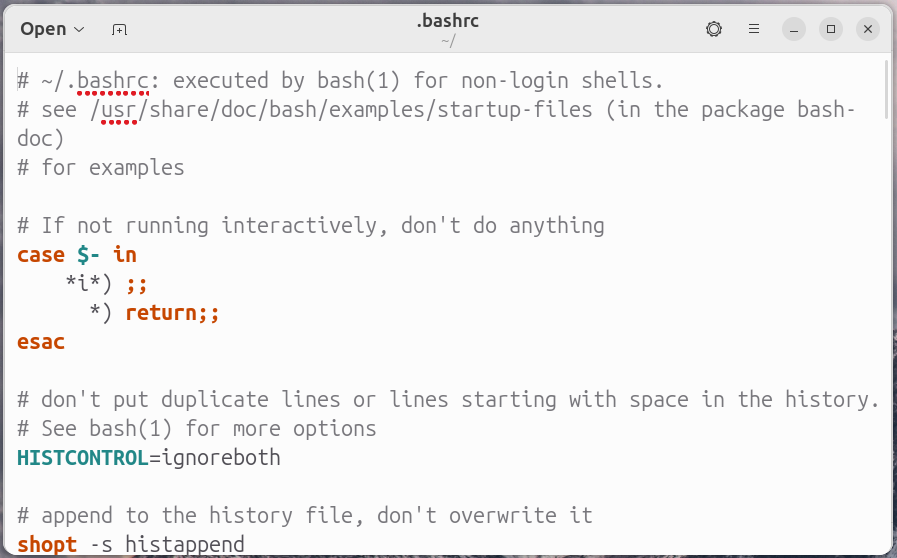 Open
.bashrc
~/
# ~/.bashrc: executed by bash(1) for non-login shells.
# see /usr/share/doc/bash/examples/startup-files (in the package bash-
doc)
# for examples

# If not running interactively, don't do anything
case $- in
    *i*) ;;
      *) return;;
esac

# don't put duplicate lines or lines starting with space in the history.
# See bash(1) for more options
HISTCONTROL=ignoreboth

# append to the history file, don't overwrite it
shopt -s histappend